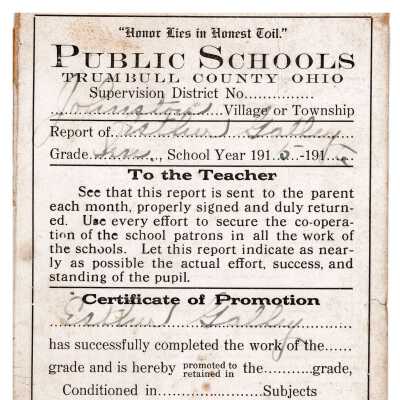 "Honor Lies in Honest Toil."
PUBLIC SCHOOLS
TRUMBULL COUNTY OHIO
Supervision District No..............
Johnston Village or Township
Report of
Grade , School Year 191 5 -191
To the Teacher
See that this report is sent to the parent
each month, properly signed and duly return-
ed. Use every effort to secure the co-opera-
tion of the school patrons in all the work of
the schools. Let this report indicate as near-
ly as possible the actual effort, success, and
standing of the pupil.
Certificate of Promotion
has successfully completed the work of the......
grade and is hereby promoted to retained in the...........grade,
Conditioned in..................Subjects